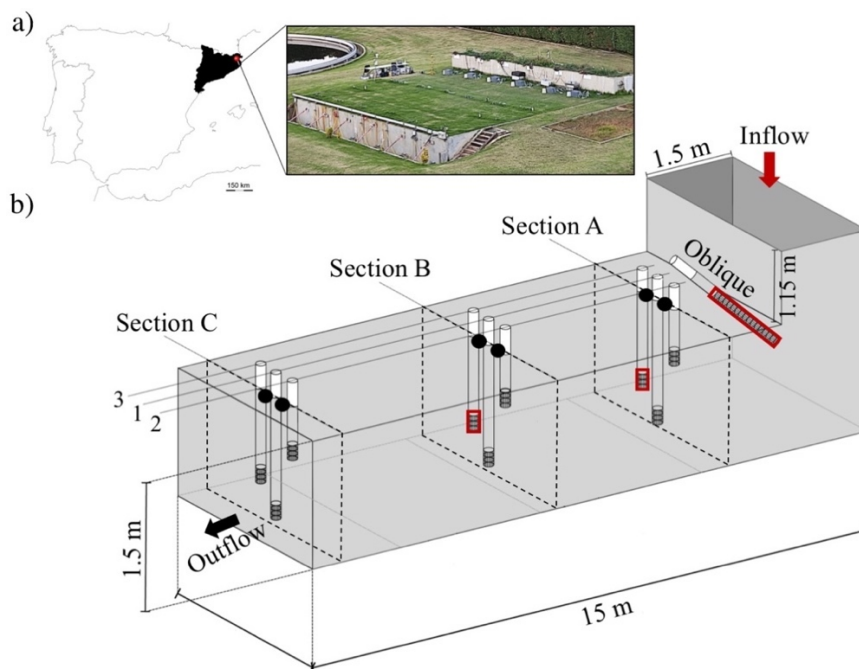 a)
150 km
b)
Inflow
1.5 m
Section A
Oblique
1.15 m
Section B
Section C
3
1
2
Outflow
1.5 m
15 m